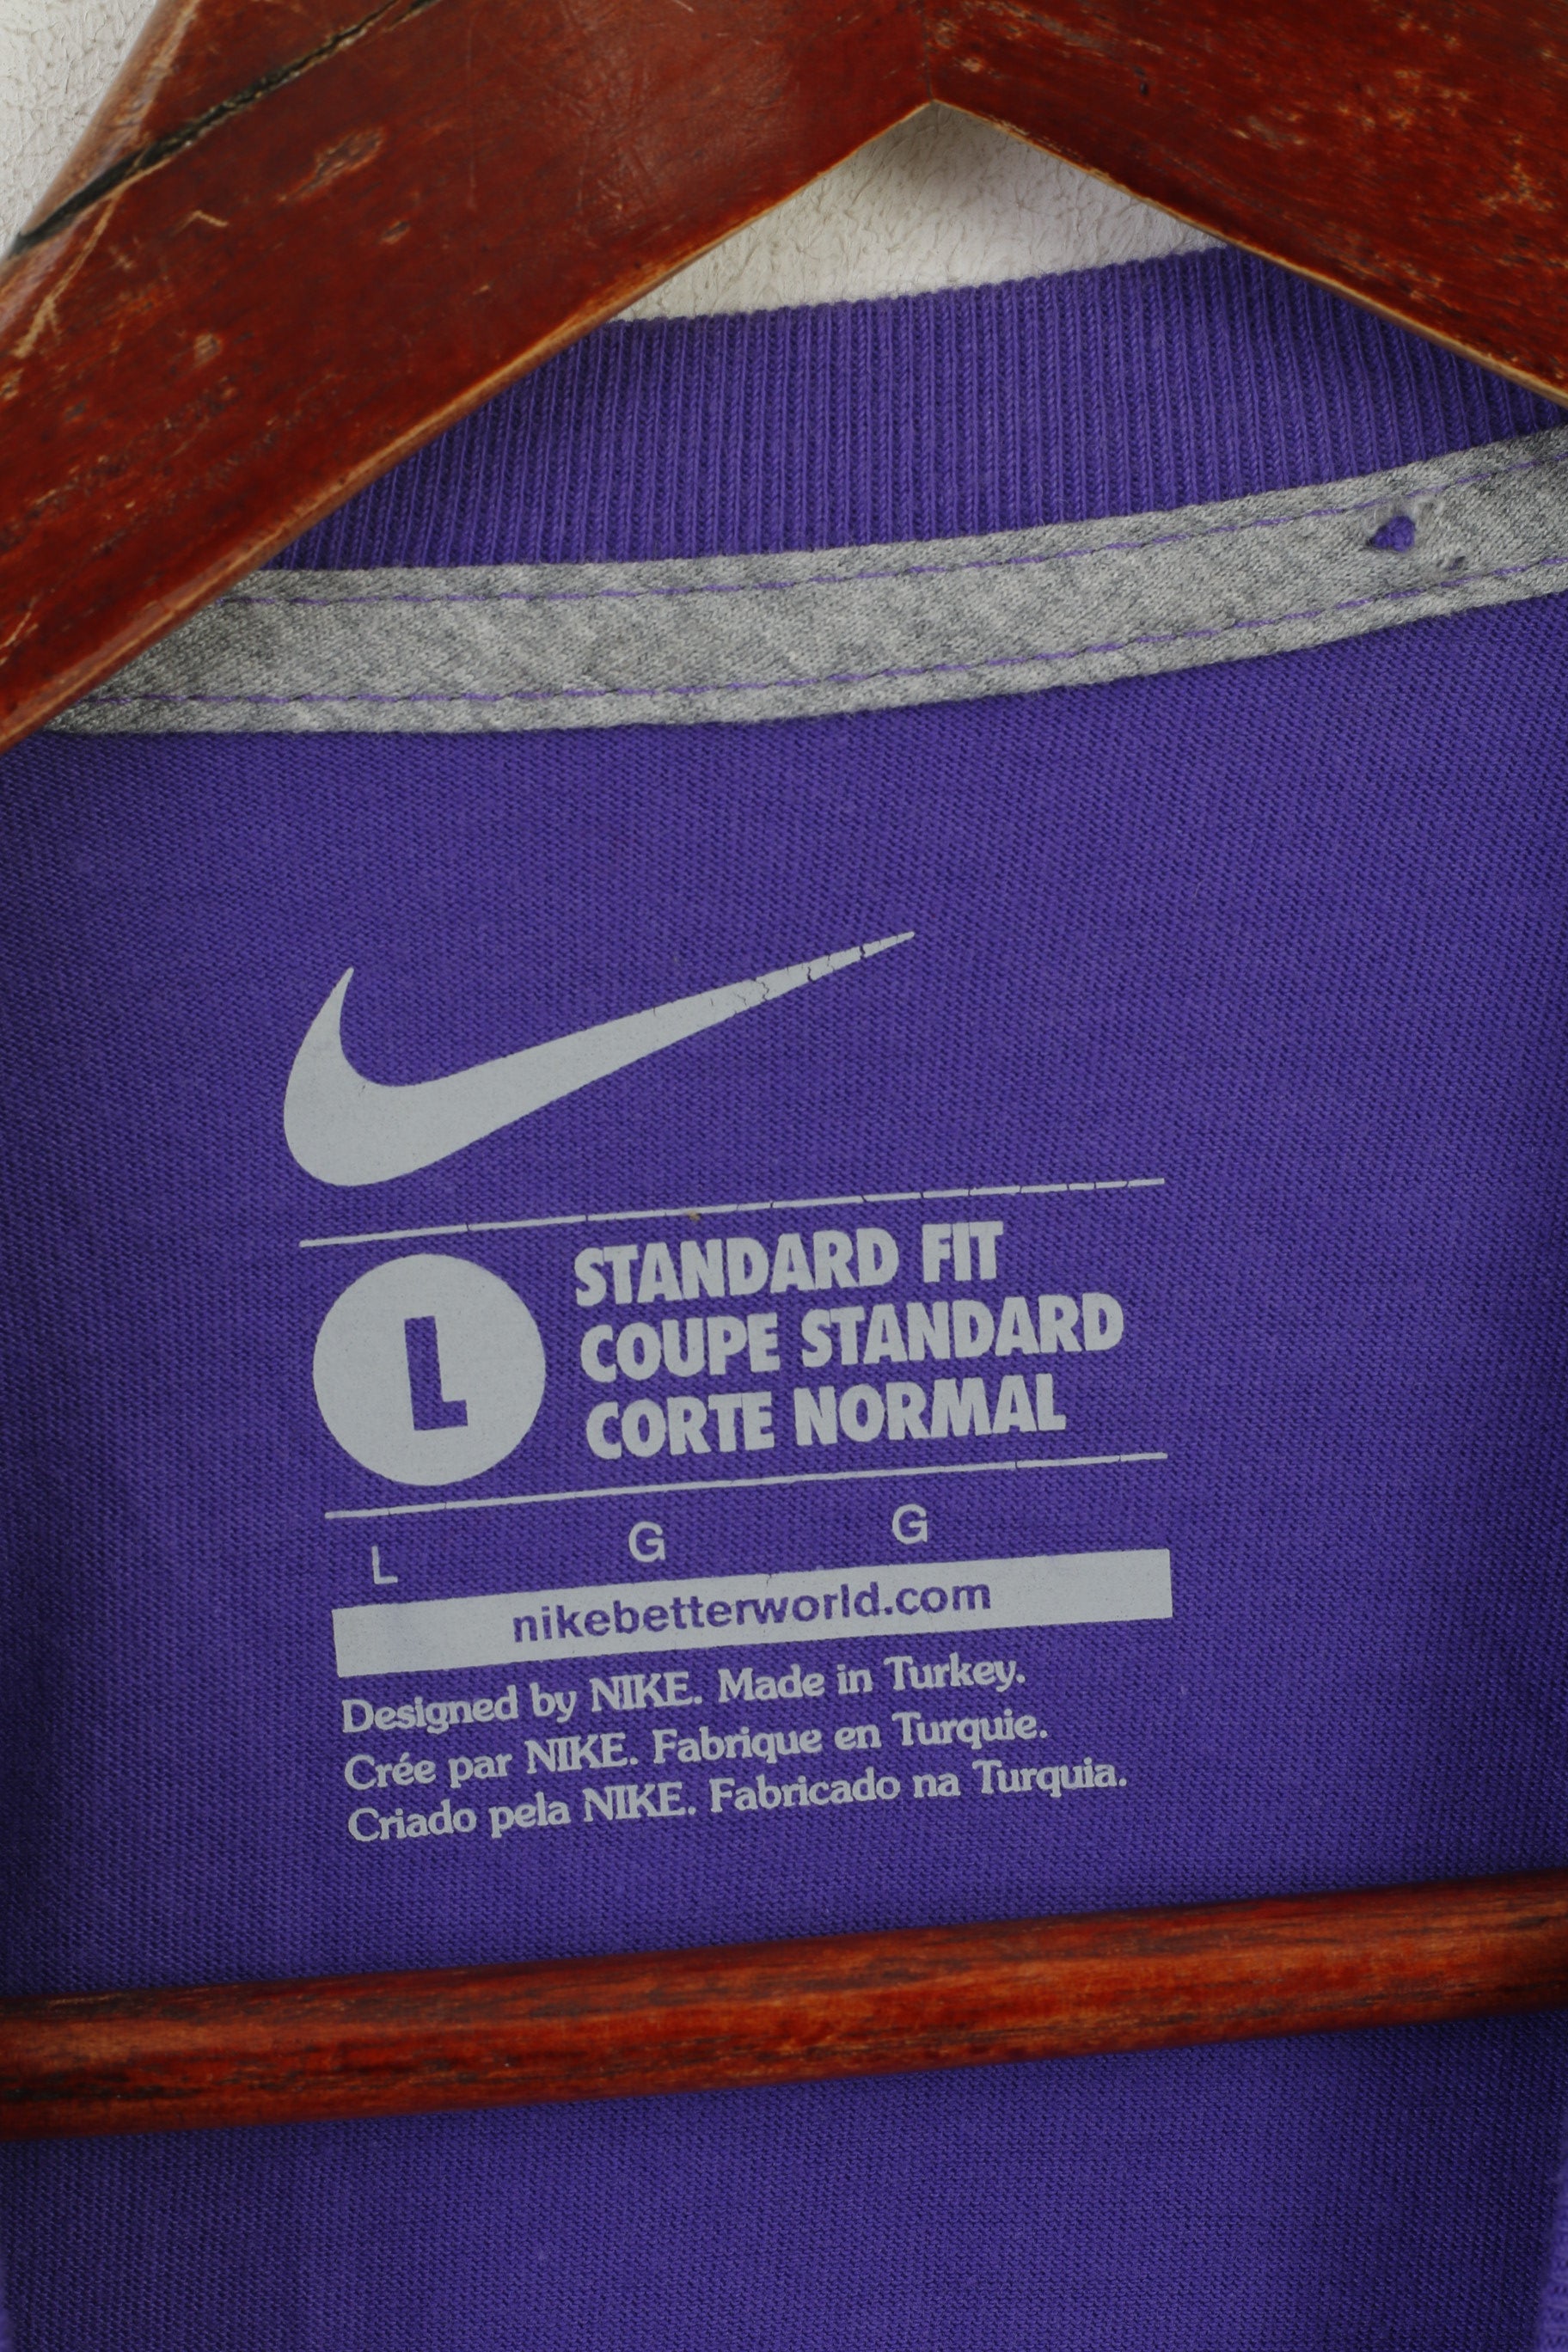 STANDARD FIT
L
COUPE STANDARD
CORTE NORMAL
L G G
nikebetterworld.com
Designed by NIKE. Made in Turkey.
Crée par NIKE. Fabrique en Turquie.
Criado pela NIKE. Fabricado na Turquia.